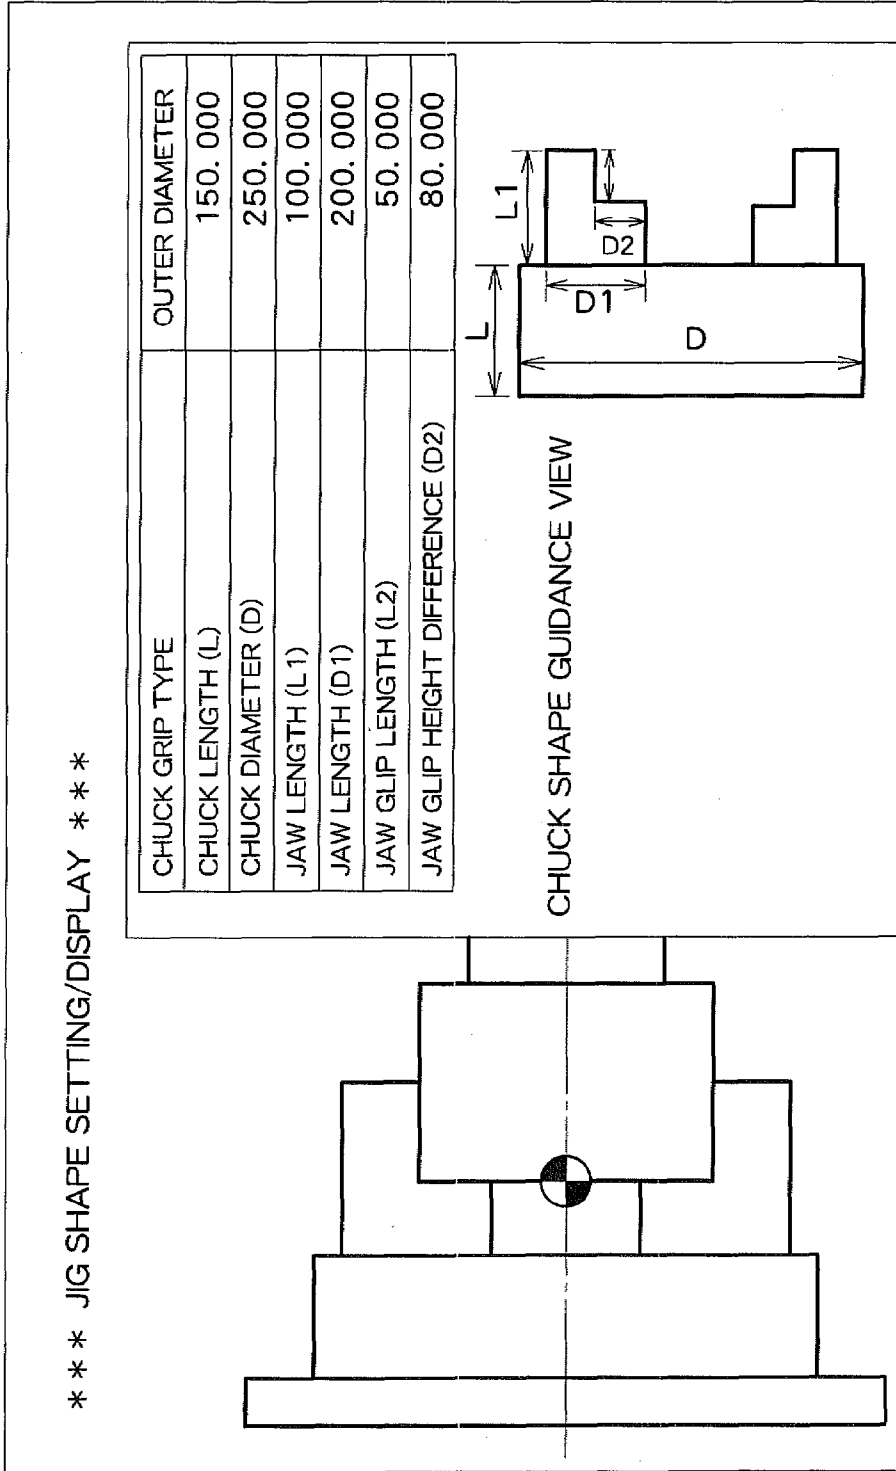 *** JIG SHAPE SETTING/DISPLAY ***
CHUCK GRIP TYPE OUTER DIAMETER
CHUCK LENGTH (L) 150. 000
CHUCK DIAMETER (D) 250. 000
JAW LENGTH (L1) 100. 000
JAW LENGTH (D1) 200. 000
JAW GLIP LENGTH (L2) 50. 000
JAW GLIP HEIGHT DIFFERENCE (D2) 80. 000
CHUCK SHAPE GUIDANCE VIEW
L
L1
D1
D2
D